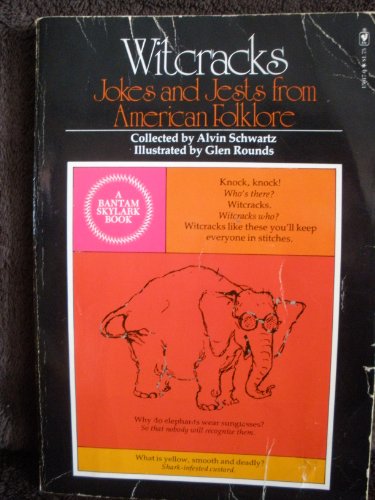 Witcracks
Jokes and Jests from
American Folklore
Collected by Alvin Schwartz
Illustrated by Glen Rounds
A
BANTAM
SKYLARK
BOOK
Knock, knock!
Who's there?
Witcracks.
Witcracks who?
Witcracks like these you'll keep
everyone in stitches.
Why do elephants wear sunglasses?
So that nobody will recognize them.
What is yellow, smooth and deadly?
Shark-infested custard.